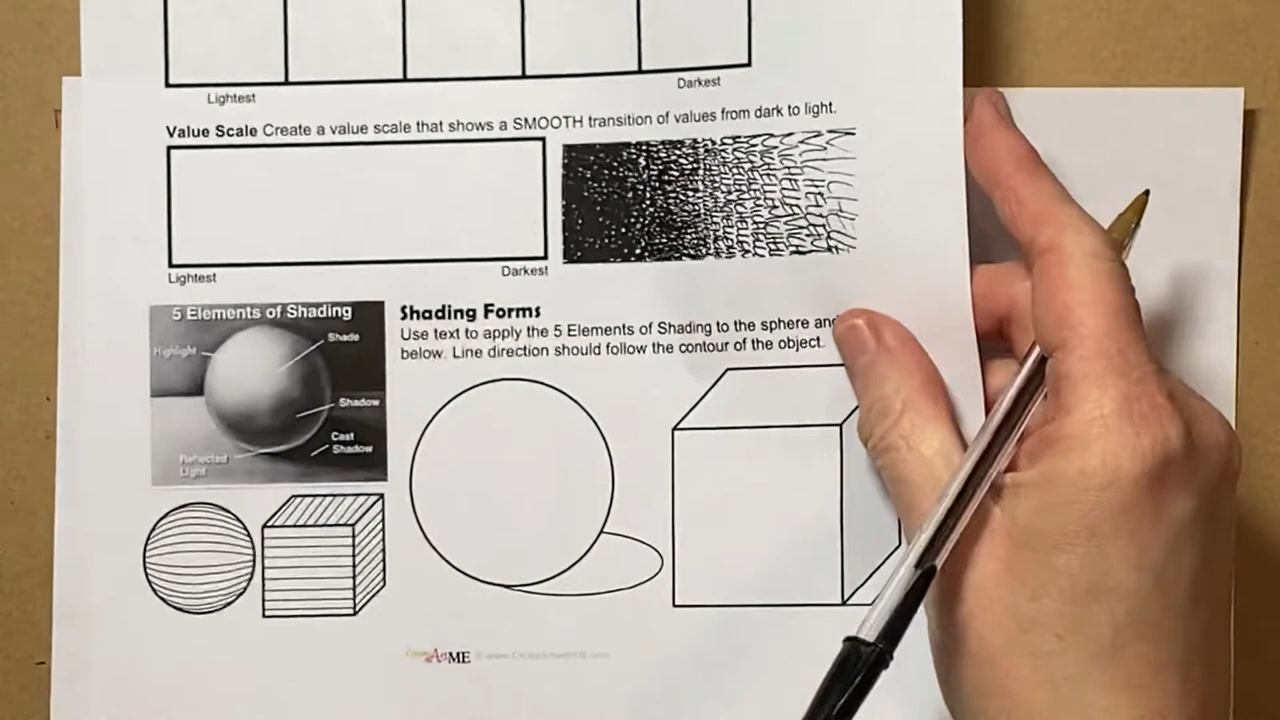 Lightest Darkest
Value Scale Create a value scale that shows a SMOOTH transition of values from dark to light.
Lightest Darkest
5 Elements of Shading
Highlight
Shade
Shadow
Cast
Shadow
Reflected
Light
Shading Forms
Use text to apply the 5 Elements of Shading to the sphere and
below. Line direction should follow the contour of the object.
MICHELLE
ME